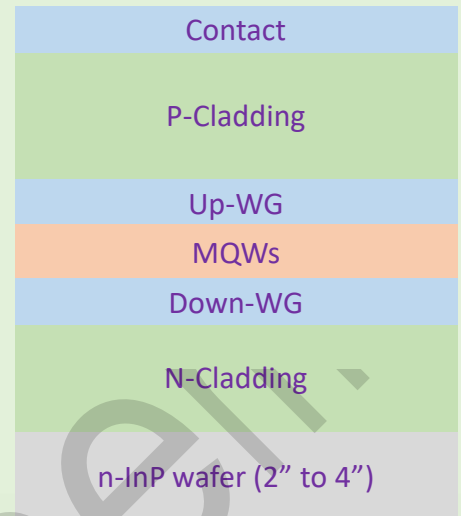 Contact
P-Cladding
Up-WG
MQWs
Down-WG
N-Cladding
n-InP wafer (2” to 4”)